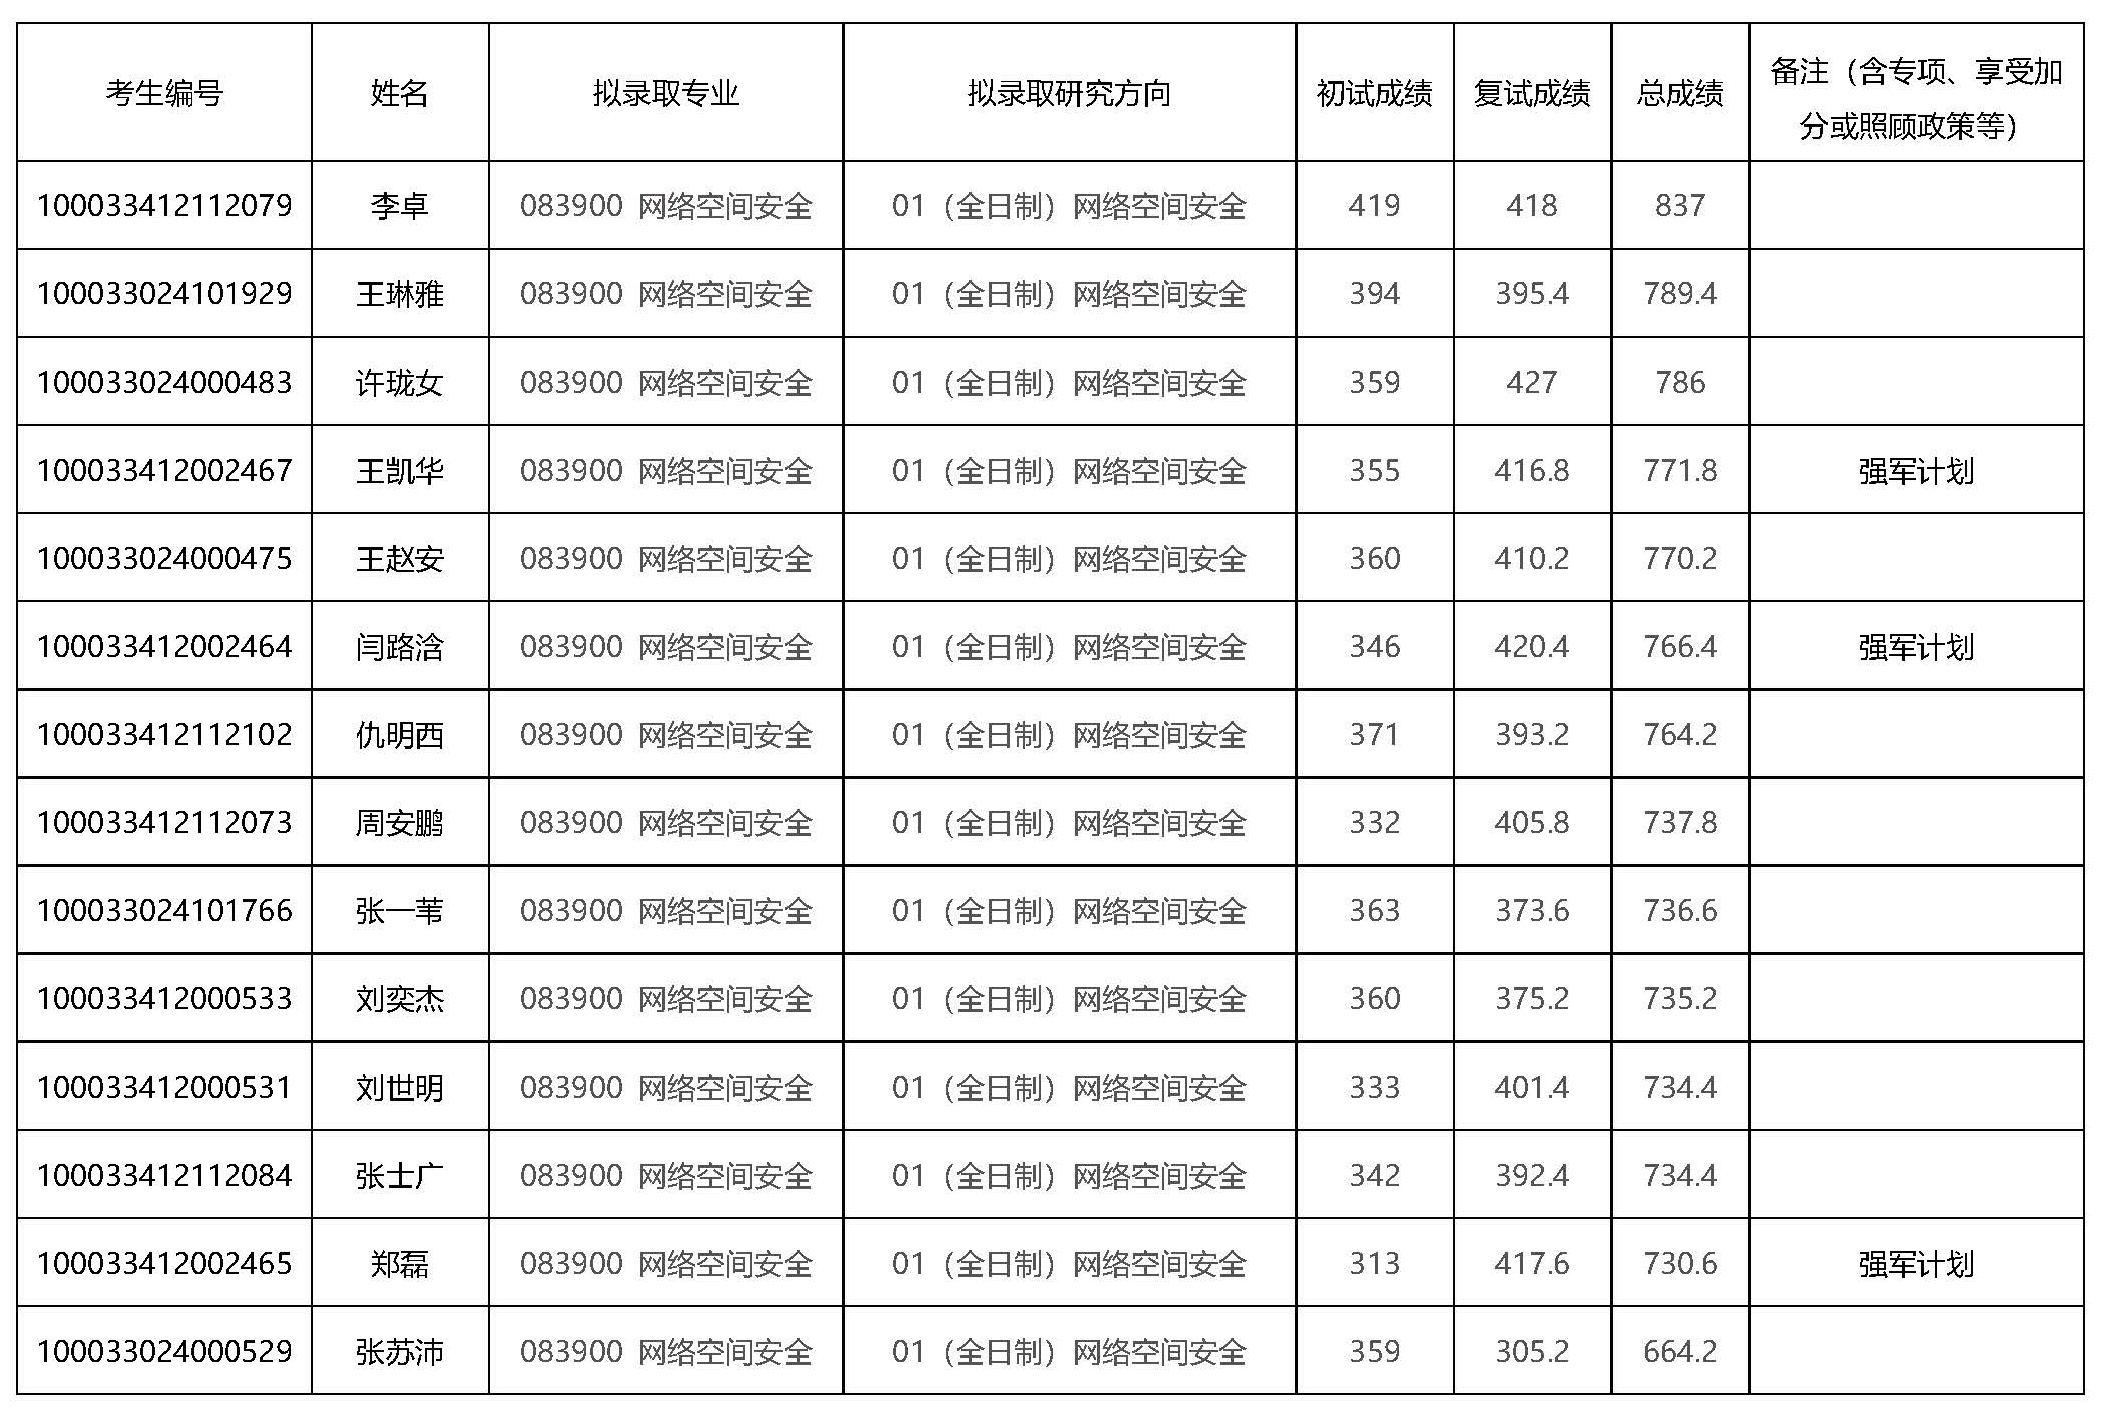 考生编号 姓名 拟录取专业 拟录取研究方向 初试成绩 复试成绩 总成绩 备注（含专项、享受加
分或照顾政策等）
100033412112079 李卓 083900 网络空间安全 01（全日制）网络空间安全 419 418 837
100033024101929 王琳雅 083900 网络空间安全 01（全日制）网络空间安全 394 395.4 789.4
100033024000483 许珑女 083900 网络空间安全 01（全日制）网络空间安全 359 427 786
100033412002467 王凯华 083900 网络空间安全 01（全日制）网络空间安全 355 416.8 771.8 强军计划
100033024000475 王赵安 083900 网络空间安全 01（全日制）网络空间安全 360 410.2 770.2
100033412002464 闫路浛 083900 网络空间安全 01（全日制）网络空间安全 346 420.4 766.4 强军计划
100033412112102 仇明西 083900 网络空间安全 01（全日制）网络空间安全 371 393.2 764.2
100033412112073 周安鹏 083900 网络空间安全 01（全日制）网络空间安全 332 405.8 737.8
100033024101766 张一苇 083900 网络空间安全 01（全日制）网络空间安全 363 373.6 736.6
100033412000533 刘奕杰 083900 网络空间安全 01（全日制）网络空间安全 360 375.2 735.2
100033412000531 刘世明 083900 网络空间安全 01（全日制）网络空间安全 333 401.4 734.4
100033412112084 张士广 083900 网络空间安全 01（全日制）网络空间安全 342 392.4 734.4
100033412002465 郑磊 083900 网络空间安全 01（全日制）网络空间安全 313 417.6 730.6 强军计划
100033024000529 张苏沛 083900 网络空间安全 01（全日制）网络空间安全 359 305.2 664.2